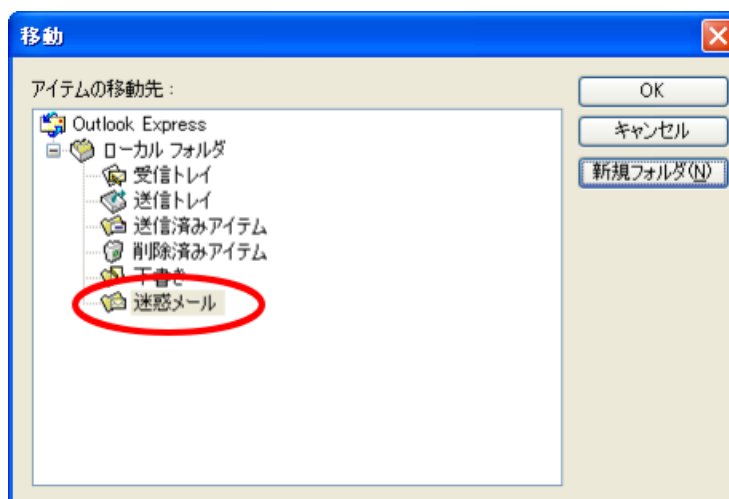 移動
アイテムの移動先：
Outlook Express
ローカル フォルダ
受信トレイ
送信トレイ
送信済みアイテム
削除済みアイテム
下書き
迷惑メール
OK
キャンセル
新規フォルダ(N)